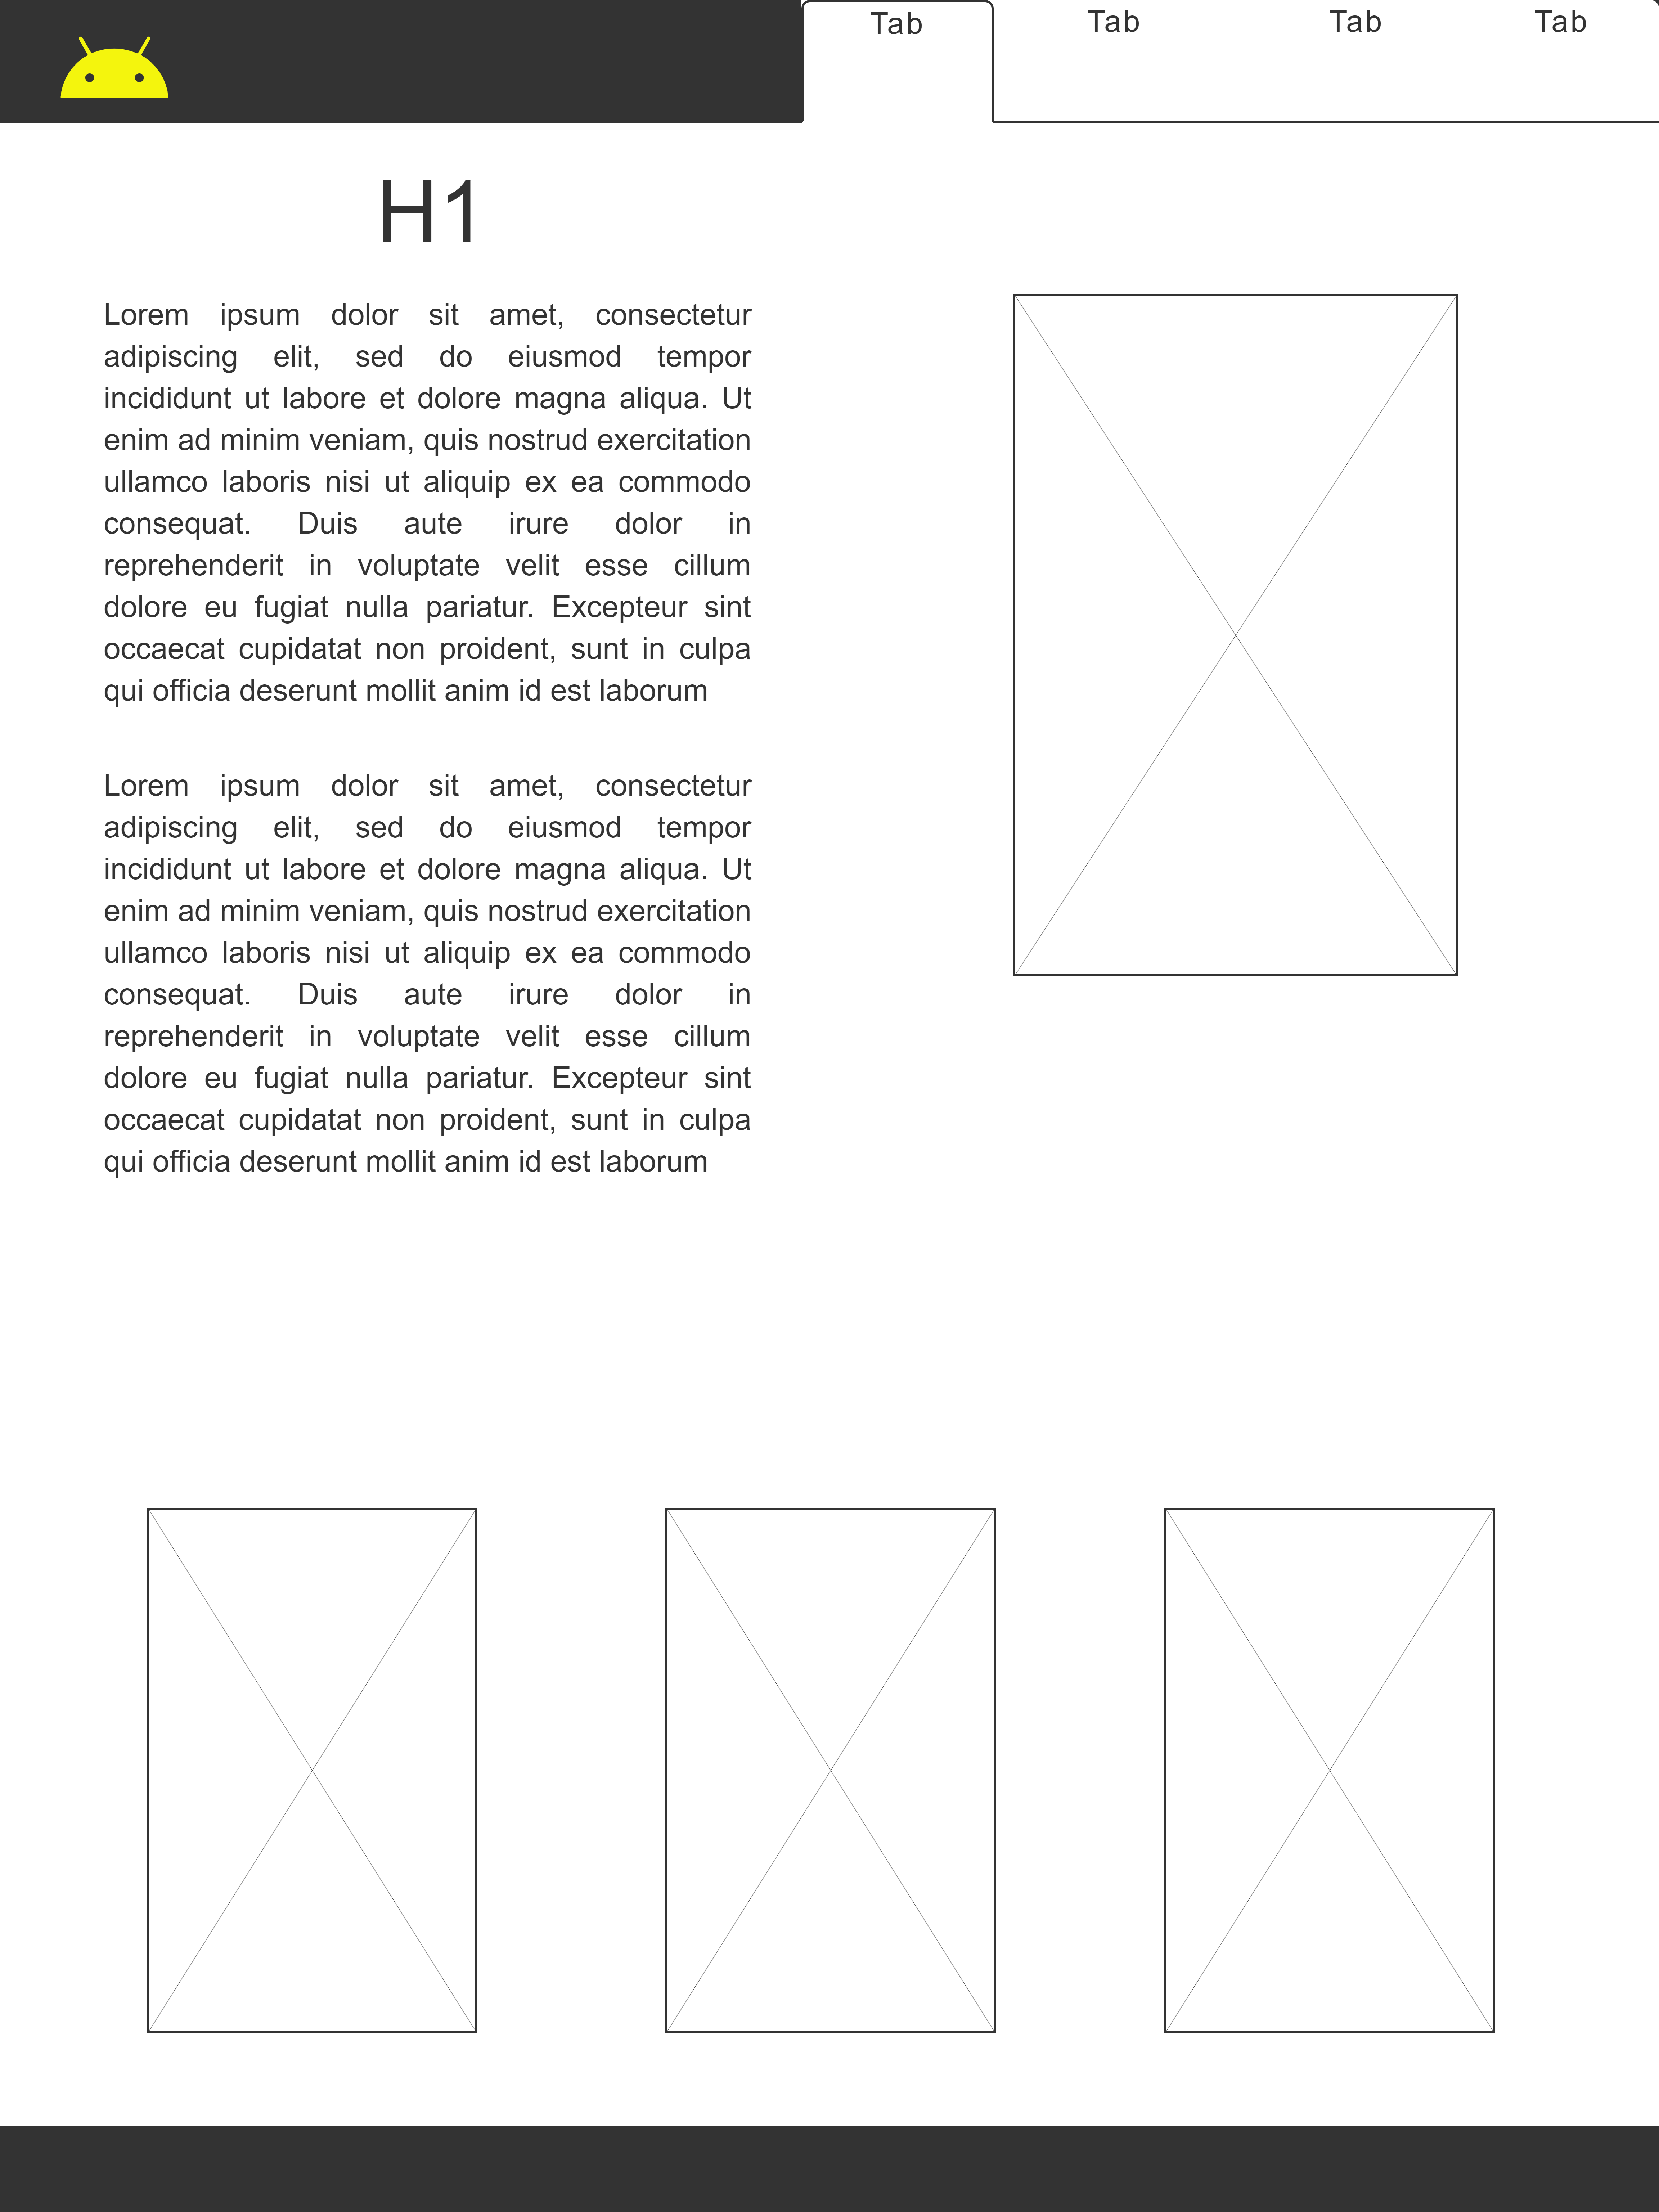 Tab Tab Tab Tab
H1
Lorem ipsum dolor sit amet, consectetur
adipiscing elit, sed do eiusmod tempor
incididunt ut labore et dolore magna aliqua. Ut
enim ad minim veniam, quis nostrud exercitation
ullamco laboris nisi ut aliquip ex ea commodo
consequat. Duis aute irure dolor in
reprehenderit in voluptate velit esse cillum
dolore eu fugiat nulla pariatur. Excepteur sint
occaecat cupidatat non proident, sunt in culpa
qui officia deserunt mollit anim id est laborum
Lorem ipsum dolor sit amet, consectetur
adipiscing elit, sed do eiusmod tempor
incididunt ut labore et dolore magna aliqua. Ut
enim ad minim veniam, quis nostrud exercitation
ullamco laboris nisi ut aliquip ex ea commodo
consequat. Duis aute irure dolor in
reprehenderit in voluptate velit esse cillum
dolore eu fugiat nulla pariatur. Excepteur sint
occaecat cupidatat non proident, sunt in culpa
qui officia deserunt mollit anim id est laborum